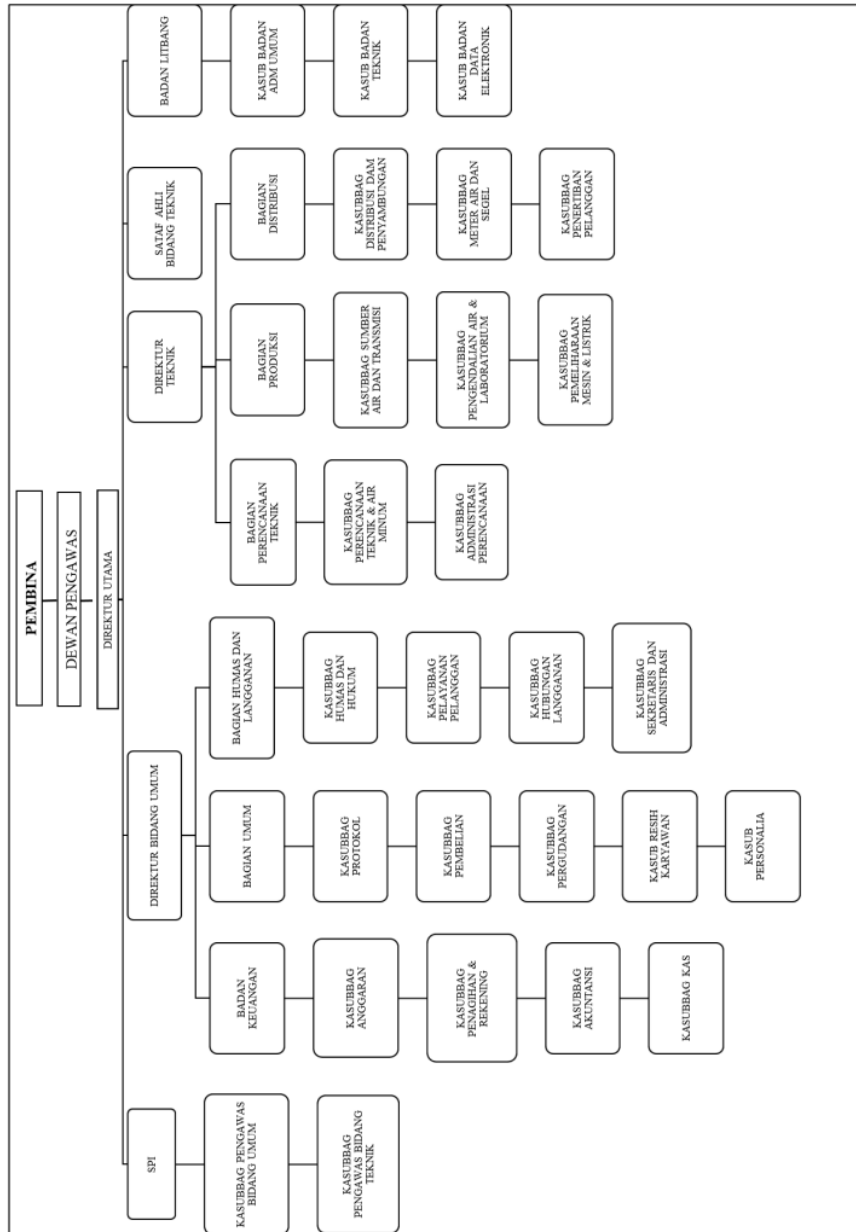 PEMBINA
DEWAN PENGAWAS
DIREKTUR UTAMA
SPI
DIREKTUR BIDANG UMUM
DIREKTUR
TEKNIK
SATAF AHLI
BIDANG TEKNIK
BADAN LITBANG
KASUBBAG PENGAWAS
BIDANG UMUM
KASUBBAG
PENGAWAS BIDANG
TEKNIK
BADAN
KEUANGAN
KASUBBAG
ANGGARAN
KASUBBAG
PENAGIHAN &
REKENING
KASUBBAG
AKUNTANSI
KASUBBAG KAS
BAGIAN UMUM
KASUBBAG
PROTOKOL
KASUBBAG
PEMBELIAN
KASUBBAG
PERGUDANGAN
KASUB RESIH
KARYAWAN
KASUB
PERSONALIA
BAGIAN HUMAS DAN
LANGGANAN
KASUBBAG
HUMAS DAN
HUKUM
KASUBBAG
PELAYANAN
PELANGGAN
KASUBBAG
HUBUNGAN
LANGGANAN
KASUBBAG
SEKRETARIS DAN
ADMINISTRASI
BAGIAN
PERENCANAAN
TEKNIK
KASUBBAG
PERENCANAAN
TEKNIK & AIR
MINUM
KASUBBAG
ADMINISTRASI
PERENCANAAN
BAGIAN
PRODUKSI
KASUBBAG SUMBER
AIR DAN TRANSMISI
KASUBBAG
PENGENDALIAN AIR &
LABORATORIUM
KASUBBAG
PEMELIHARAAN
MESIN & LISTRIK
BAGIAN
DISTRIBUSI
KASUBBAG
DISTRIBUSI DAM
PENYAMBUNGAN
KASUBBAG
METER AIR DAN
SEGEL
KASUBBAG
PENERTIBAN
PELANGGAN
KASUB BADAN
ADM UMUM
KASUB BADAN
TEKNIK
KASUB BADAN
DATA
ELEKTRONIK